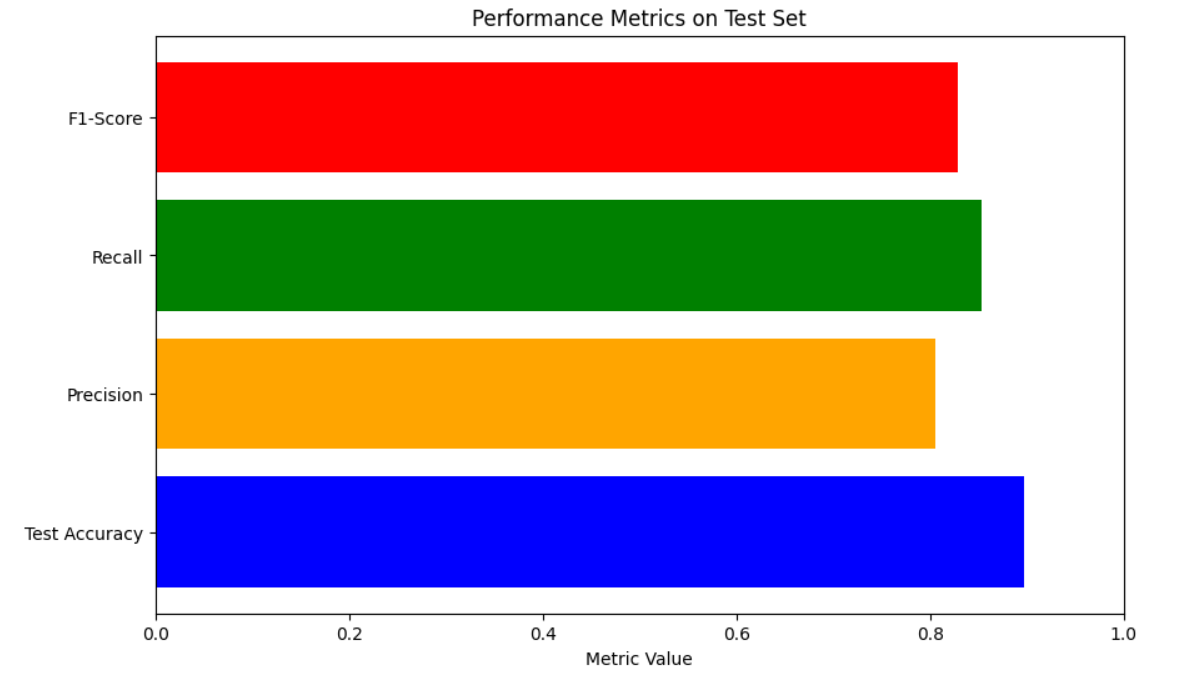 Performance Metrics on Test Set
F1-Score
Recall
Precision
Test Accuracy
0.0 0.2 0.4 0.6 0.8 1.0
Metric Value